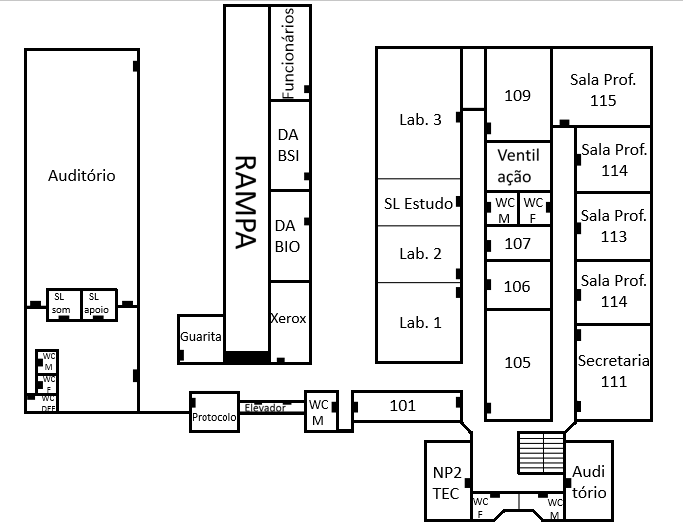 Auditório
SL
som
SL
apoio
WC
M
WC
F
WC
DEF
RAMPA
Funcionários
DA
BSI
DA
BIO
Xerox
Guarita
Protocolo
Elevador
WC
M
101
Lab. 3
SL Estudo
Lab. 2
Lab. 1
109
Ventil
ação
WC
M
WC
F
107
106
105
Sala Prof.
115
Sala Prof.
114
Sala Prof.
113
Sala Prof.
114
Secretaria
111
NP2
TEC
WC
F
WC
M
Audi
tório